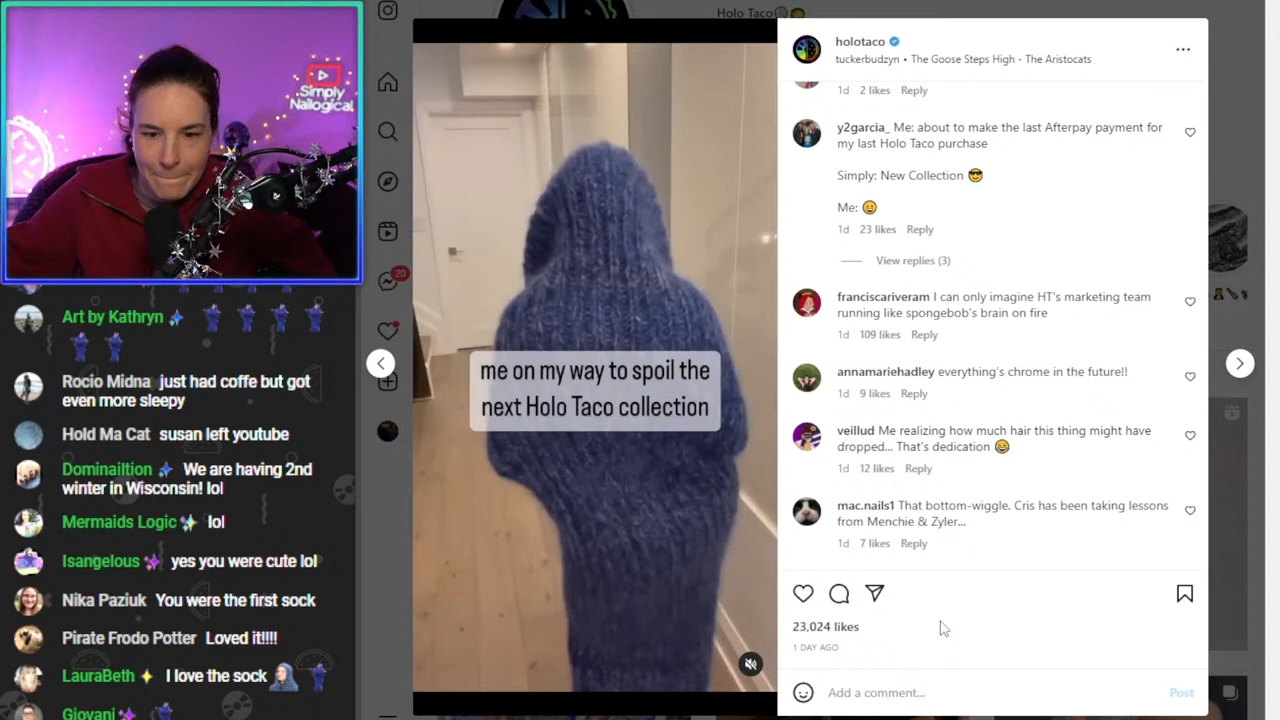 Simply
Nailogical
Art by Kathryn
Rocio Midna just had coffe but got
even more sleepy
Hold Ma Cat susan left youtube
Dominailtion We are having 2nd
winter in Wisconsin! lol
Mermaids Logic lol
Isangelous yes you were cute lol
Nika Paziuk You were the first sock
Pirate Frodo Potter Loved it!!!!
LauraBeth I love the sock
Giovani
20
Holo Taco
me on my way to spoil the
next Holo Taco collection
holotaco
tuckerbudzyn • The Goose Steps High - The Aristocats
1d 2 likes Reply
y2garcia_ Me: about to make the last Afterpay payment for
my last Holo Taco purchase
Simply: New Collection 😎
Me: 🥲
1d 23 likes Reply
View replies (3)
franciscariveram I can only imagine HT's marketing team
running like spongebob's brain on fire
1d 109 likes Reply
annamariehadley everything's chrome in the future!!
1d 9 likes Reply
veillud Me realizing how much hair this thing might have
dropped... That's dedication 😂
1d 12 likes Reply
mac.nails1 That bottom-wiggle. Cris has been taking lessons
from Menchie & Zyler...
1d 7 likes Reply
23,024 likes
1 DAY AGO
Add a comment...
Post